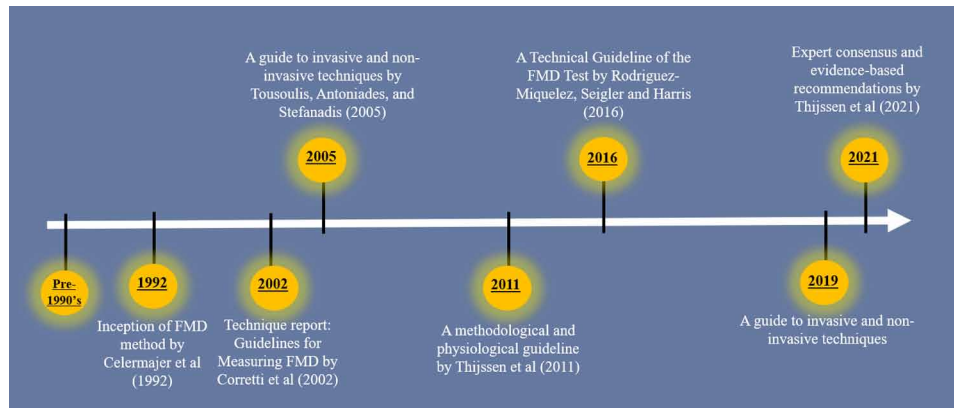 A guide to invasive and non-
invasive techniques by
Tousoulis, Antoniades, and
Stefanadis (2005)
A Technical Guideline of the
FMD Test by Rodriguez-
Miquelez, Seigler and Harris
(2016)
Expert consensus and
evidence-based
recommendations by
Thijssen et al (2021)
2005
2016
2021
Pre-
1990's
1992
2002
2011
2019
Inception of FMD
method by
Celermajer et al
(1992)
Technique report:
Guidelines for
Measuring FMD by
Corretti et al (2002)
A methodological and
physiological guideline
by Thijssen et al (2011)
A guide to invasive and non-
invasive techniques